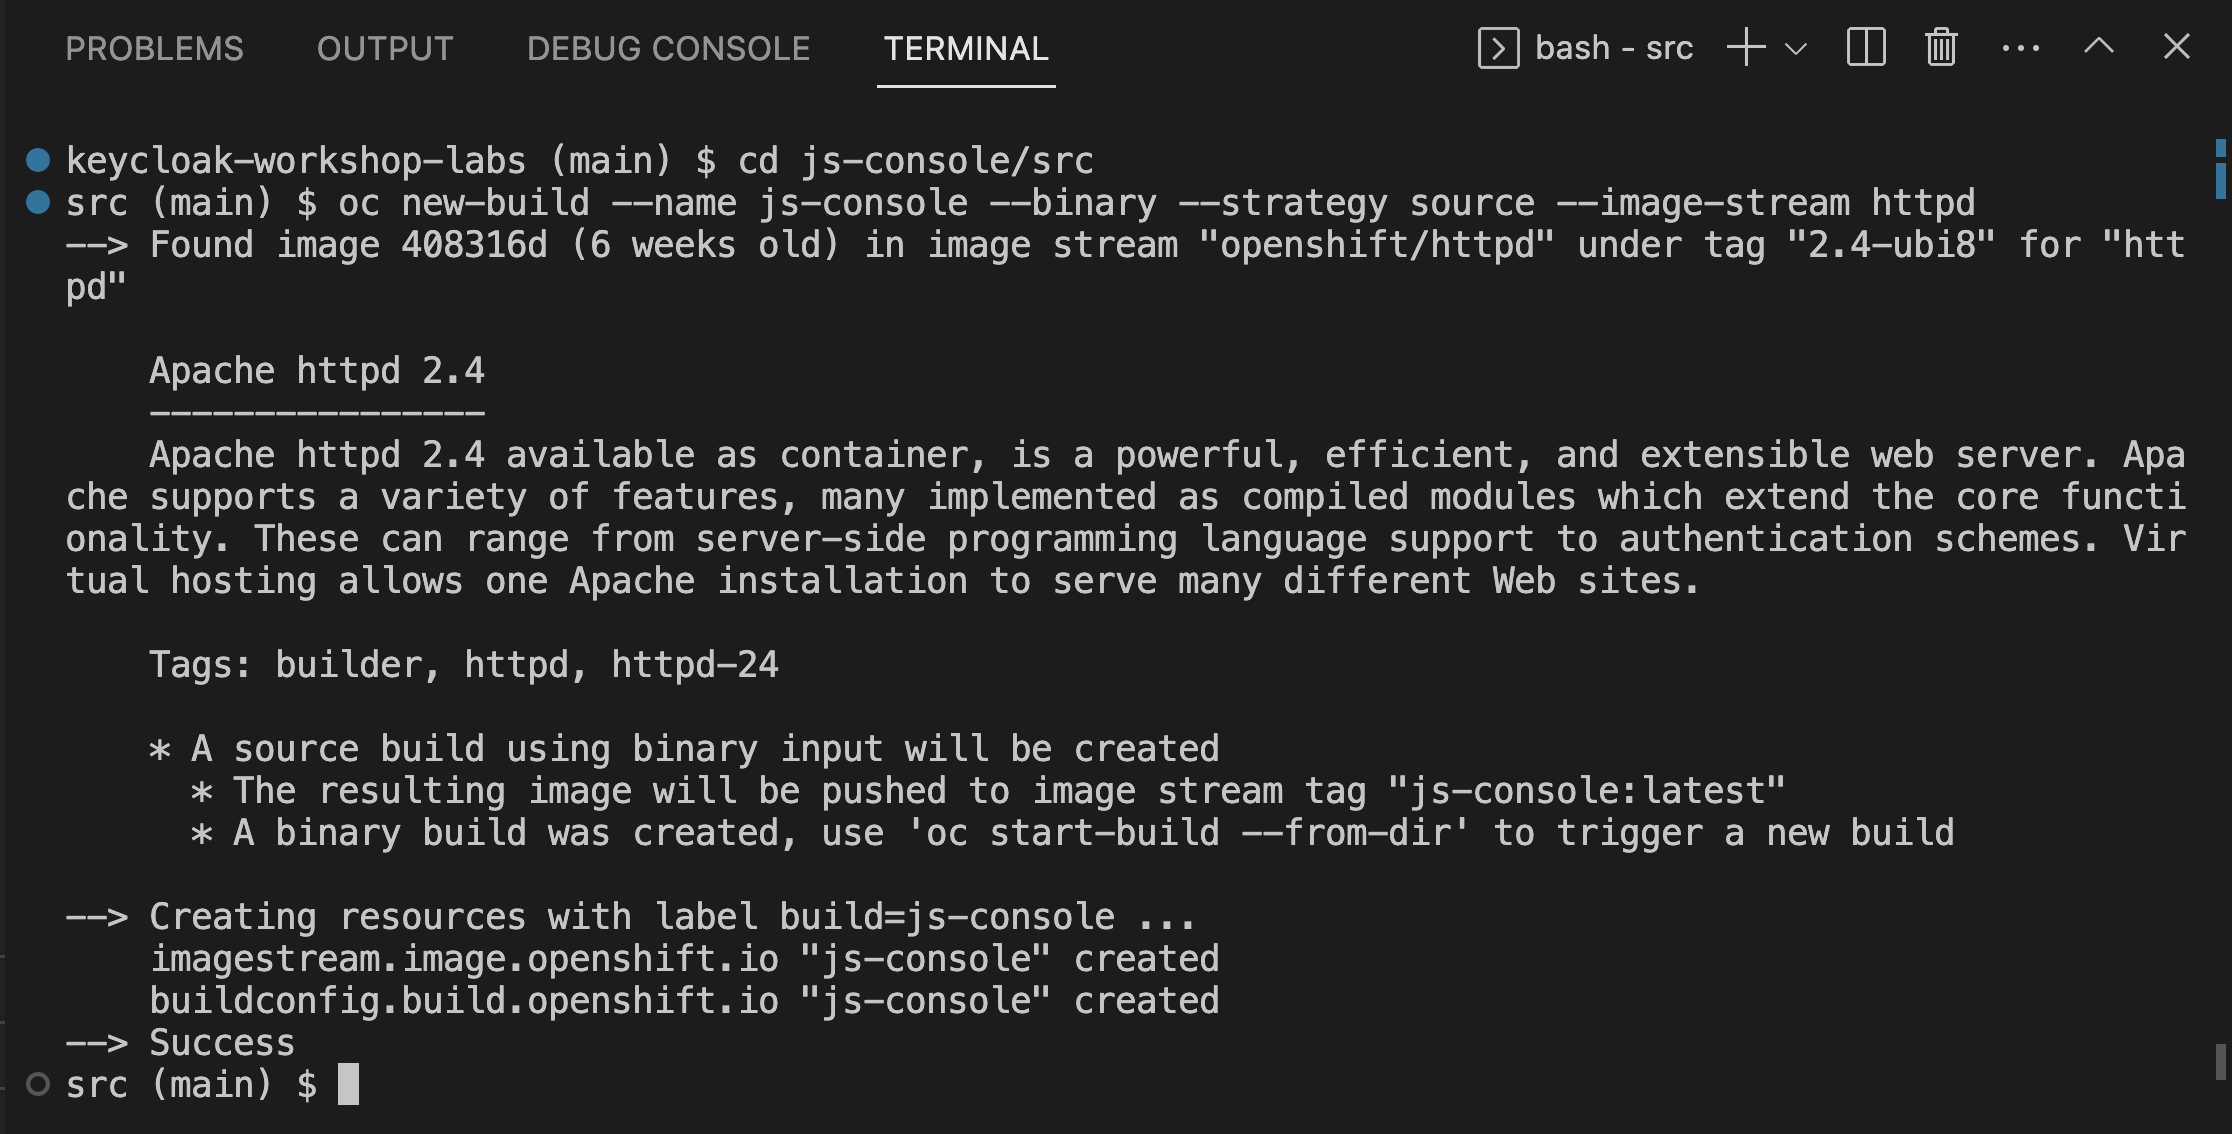 PROBLEMS OUTPUT DEBUG CONSOLE TERMINAL bash - src
keycloak-workshop-labs (main) $ cd js-console/src
src (main) $ oc new-build --name js-console --binary --strategy source --image-stream httpd
--> Found image 408316d (6 weeks old) in image stream "openshift/httpd" under tag "2.4-ubi8" for "htt
pd"
Apache httpd 2.4
----------------
Apache httpd 2.4 available as container, is a powerful, efficient, and extensible web server. Apa
che supports a variety of features, many implemented as compiled modules which extend the core functi
onality. These can range from server-side programming language support to authentication schemes. Vir
tual hosting allows one Apache installation to serve many different Web sites.
Tags: builder, httpd, httpd-24
* A source build using binary input will be created
* The resulting image will be pushed to image stream tag "js-console:latest"
* A binary build was created, use 'oc start-build --from-dir' to trigger a new build
--> Creating resources with label build=js-console ...
imagestream.image.openshift.io "js-console" created
buildconfig.build.openshift.io "js-console" created
--> Success
src (main) $